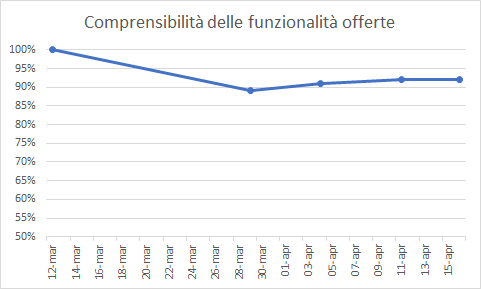 Comprensibilità delle funzionalità offerte
100%
95%
90%
85%
80%
75%
70%
65%
60%
55%
50%
12-mar
14-mar
16-mar
18-mar
20-mar
22-mar
24-mar
26-mar
28-mar
30-mar
01-apr
03-apr
05-apr
07-apr
09-apr
11-apr
13-apr
15-apr